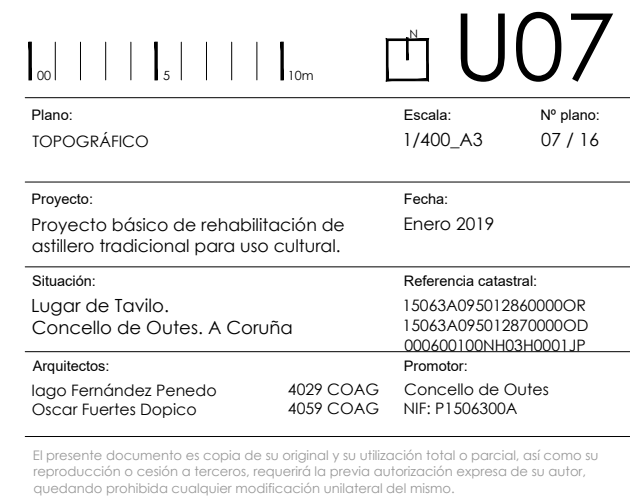 00 5 10m N U07
Plano: Escala: Nº plano:
TOPOGRÁFICO 1/400_A3 07 / 16
Proyecto: Fecha:
Proyecto básico de rehabilitación de Enero 2019
astillero tradicional para uso cultural.
Situación: Referencia catastral:
Lugar de Tavilo. 15063A095012860000OR
Concello de Outes. A Coruña 15063A095012870000OD
000600100NH03H0001JP
Arquitectos: Promotor:
Iago Fernández Penedo 4029 COAG Concello de Outes
Oscar Fuertes Dopico 4059 COAG NIF: P1506300A
El presente documento es copia de su original y su utilización total o parcial, así como su
reproducción o cesión a terceros, requerirá la previa autorización expresa de su autor,
quedando prohibida cualquier modificación unilateral del mismo.